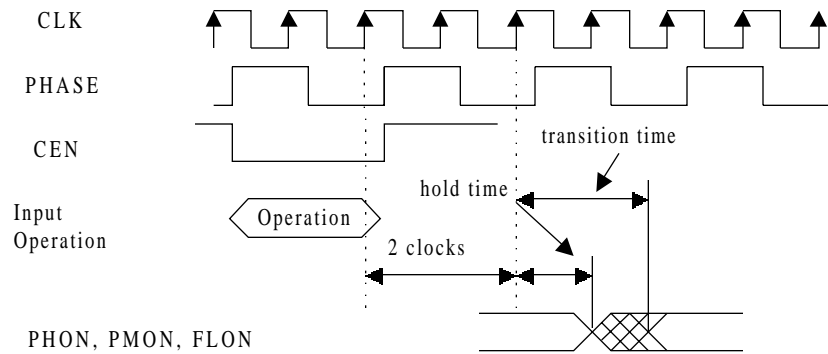 CLK
PHASE
CEN
transition time
hold time
Input
Operation
Operation
2 clocks
PHON, PMON, FLON